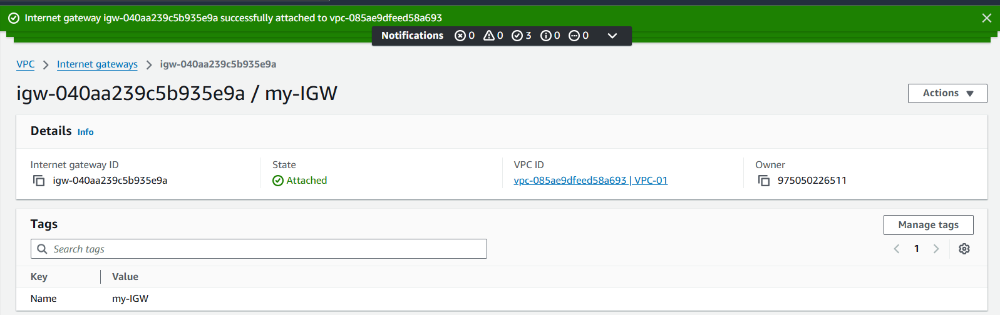 Internet gateway igw-040aa239c5b935e9a successfully attached to vpc-085ae9dfeed58a693
Notifications 0 0 3 0 0
VPC Internet gateways igw-040aa239c5b935e9a
igw-040aa239c5b935e9a / my-IGW
Actions
Details Info
Internet gateway ID State VPC ID Owner
igw-040aa239c5b935e9a Attached vpc-085ae9dfeed58a693 | VPC-01 975050226511
Tags
Manage tags
Search tags
1
Key Value
Name my-IGW